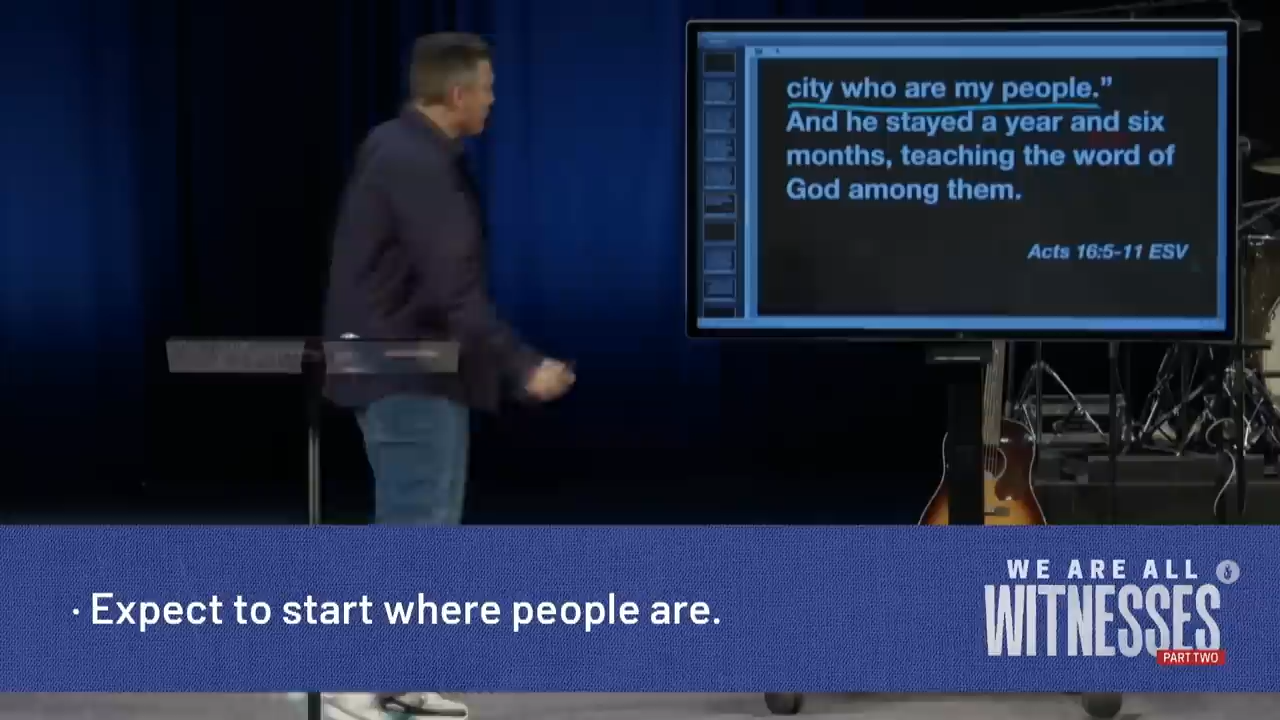 city who are my people.”
And he stayed a year and six
months, teaching the word of
God among them.
Acts 16:5-11 ESV
· Expect to start where people are.
WE ARE ALL
WITNESSES
PART TWO